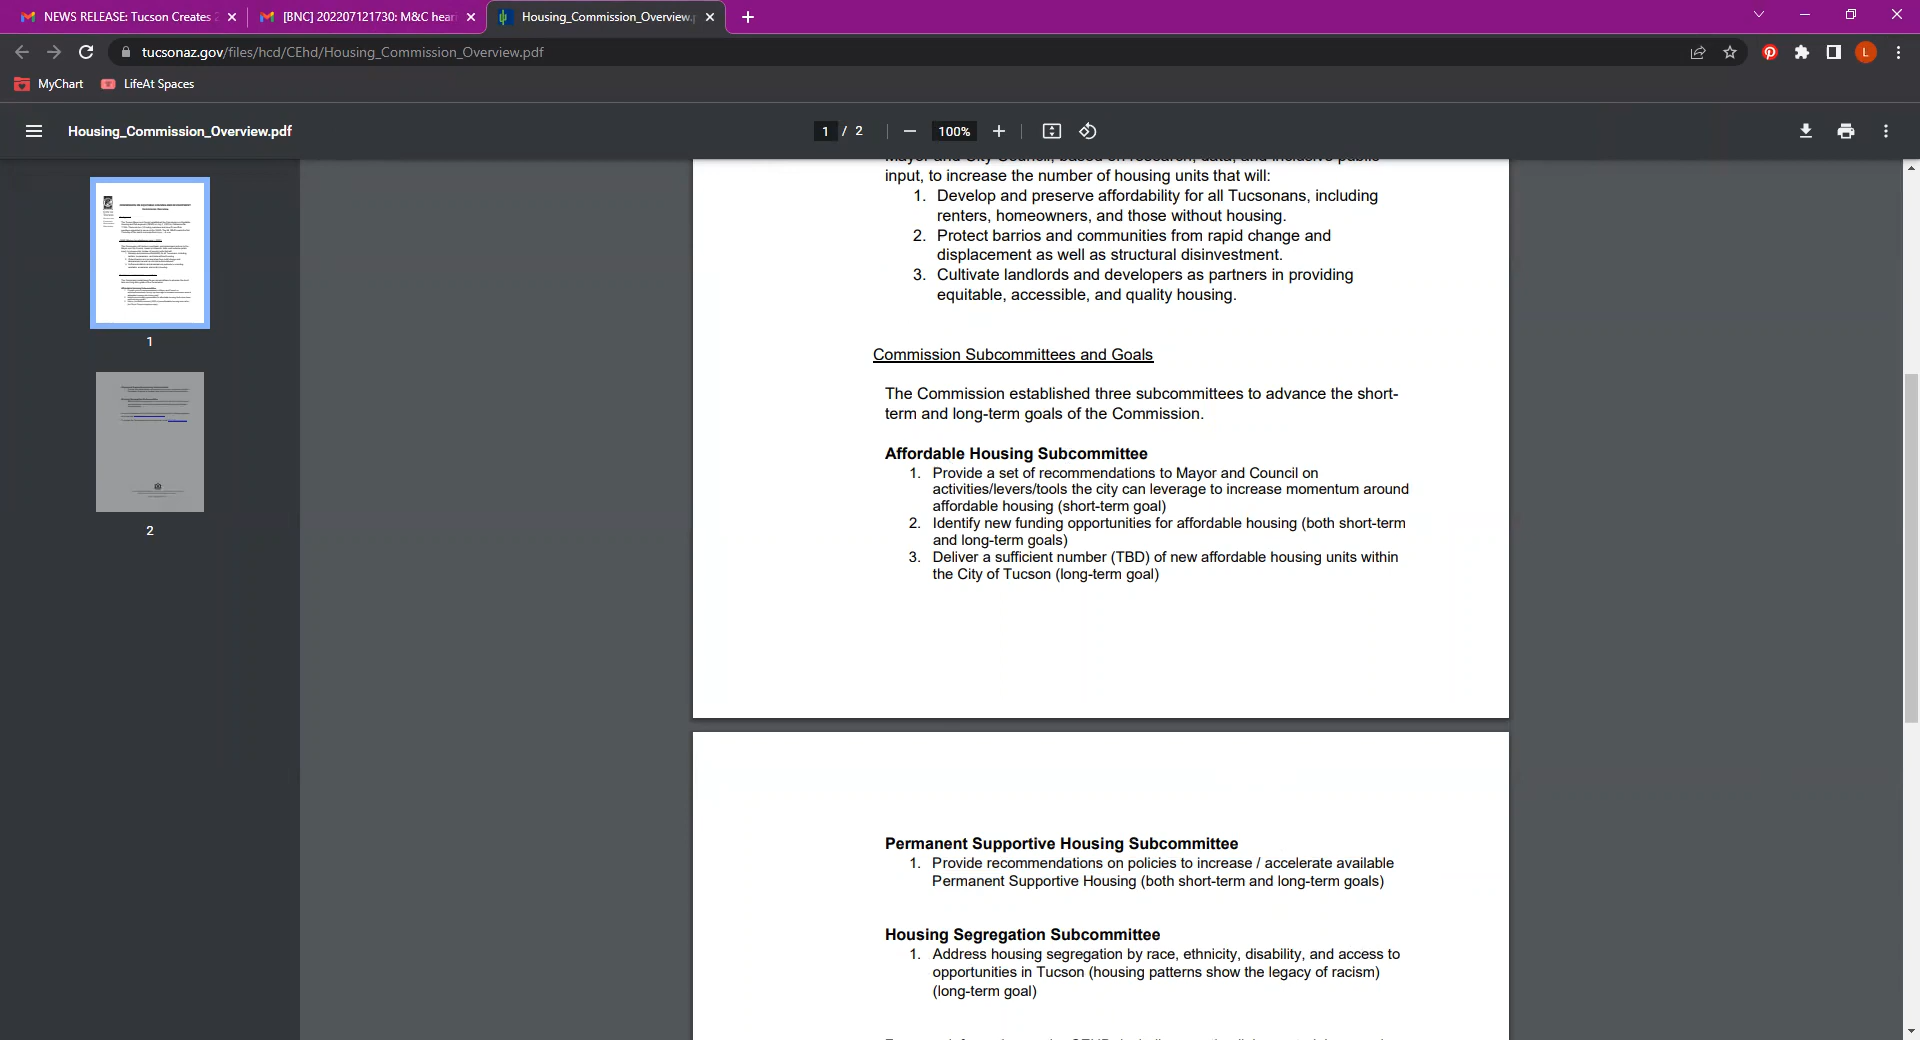 NEWS RELEASE: Tucson Creates
[BNC] 202207121730: M&C hear
Housing_Commission_Overview.p
tucsonaz.gov/files/hcd/CEhd/Housing_Commission_Overview.pdf
L
MyChart
LifeAt Spaces
Housing_Commission_Overview.pdf
1 / 2
100%
1
2
Mayor and City Council, based on research, data, and inclusive public
input, to increase the number of housing units that will:
1. Develop and preserve affordability for all Tucsonans, including
renters, homeowners, and those without housing.
2. Protect barrios and communities from rapid change and
displacement as well as structural disinvestment.
3. Cultivate landlords and developers as partners in providing
equitable, accessible, and quality housing.
Commission Subcommittees and Goals
The Commission established three subcommittees to advance the short-
term and long-term goals of the Commission.
Affordable Housing Subcommittee
1. Provide a set of recommendations to Mayor and Council on
activities/levers/tools the city can leverage to increase momentum around
affordable housing (short-term goal)
2. Identify new funding opportunities for affordable housing (both short-term
and long-term goals)
3. Deliver a sufficient number (TBD) of new affordable housing units within
the City of Tucson (long-term goal)
Permanent Supportive Housing Subcommittee
1. Provide recommendations on policies to increase / accelerate available
Permanent Supportive Housing (both short-term and long-term goals)
Housing Segregation Subcommittee
1. Address housing segregation by race, ethnicity, disability, and access to
opportunities in Tucson (housing patterns show the legacy of racism)
(long-term goal)